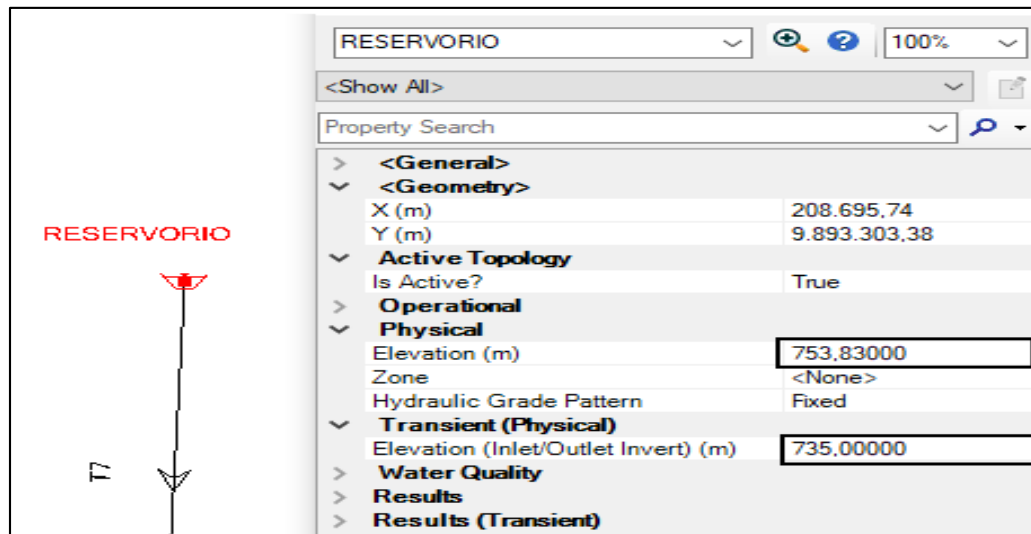 RESERVORIO
100%
<Show All>
Property Search
<General>
<Geometry>
X (m) 208.695,74
Y (m) 9.893.303,38
Active Topology
Is Active? True
Operational
Physical
Elevation (m) 753,83000
Zone <None>
Hydraulic Grade Pattern Fixed
Transient (Physical)
Elevation (Inlet/Outlet Invert) (m) 735,00000
Water Quality
Results
Results (Transient)
RESERVORIO
T7